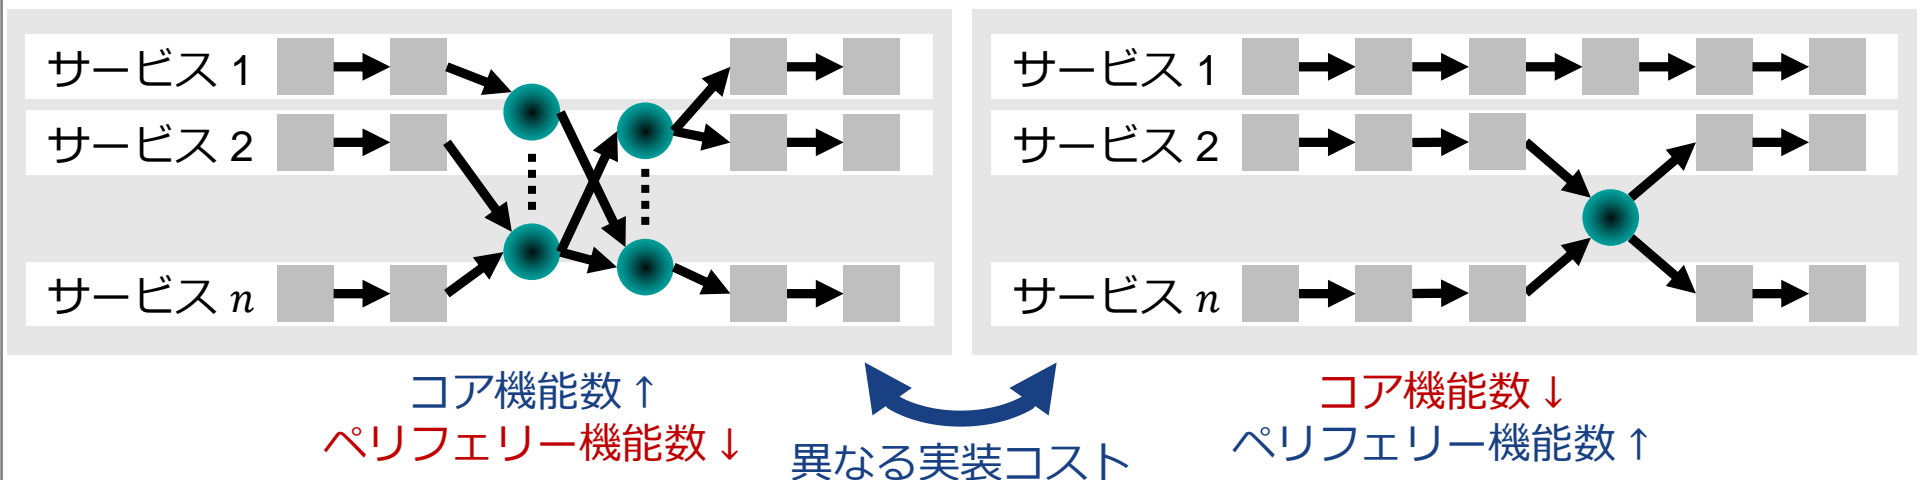 サービス 1
サービス 2
サービス n
コア機能数↑
ペリフェリー機能数↓
サービス 1
サービス 2
サービス n
コア機能数↓
ペリフェリー機能数↑
異なる実装コスト